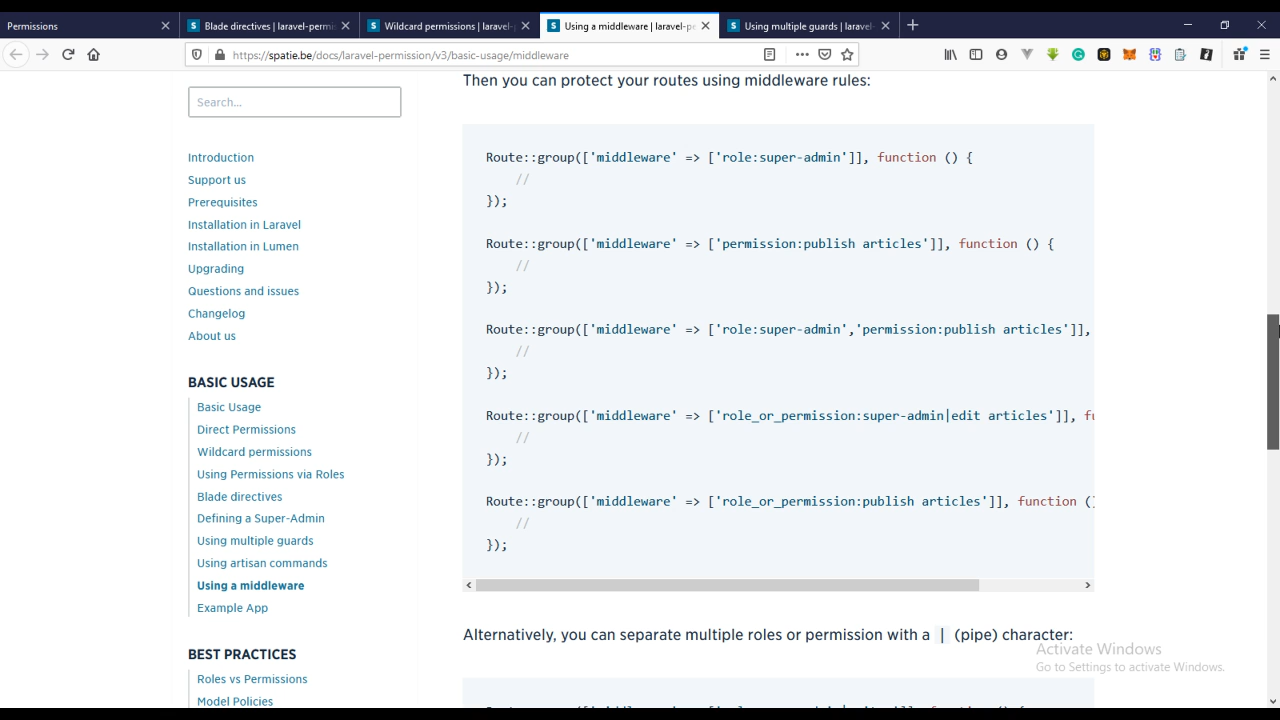 Permissions
Blade directives | laravel-permi
Wildcard permissions | laravel-
Using a middleware | laravel-pe
Using multiple guards | laravel
https://spatie.be/docs/laravel-permission/v3/basic-usage/middleware
Then you can protect your routes using middleware rules:
Search...
Introduction
Support us
Prerequisites
Installation in Laravel
Installation in Lumen
Upgrading
Questions and issues
Changelog
About us
BASIC USAGE
Basic Usage
Direct Permissions
Wildcard permissions
Using Permissions via Roles
Blade directives
Defining a Super-Admin
Using multiple guards
Using artisan commands
Using a middleware
Example App
BEST PRACTICES
Roles vs Permissions
Model Policies
Route::group(['middleware' => ['role:super-admin']], function () {
//
});
Route::group(['middleware' => ['permission:publish articles']], function () {
//
});
Route::group(['middleware' => ['role:super-admin','permission:publish articles']],
//
});
Route::group(['middleware' => ['role_or_permission:super-admin|edit articles']], fu
//
});
Route::group(['middleware' => ['role_or_permission:publish articles']], function ()
//
});
Alternatively, you can separate multiple roles or permission with a | (pipe) character:
Activate Windows
Go to Settings to activate Windows.